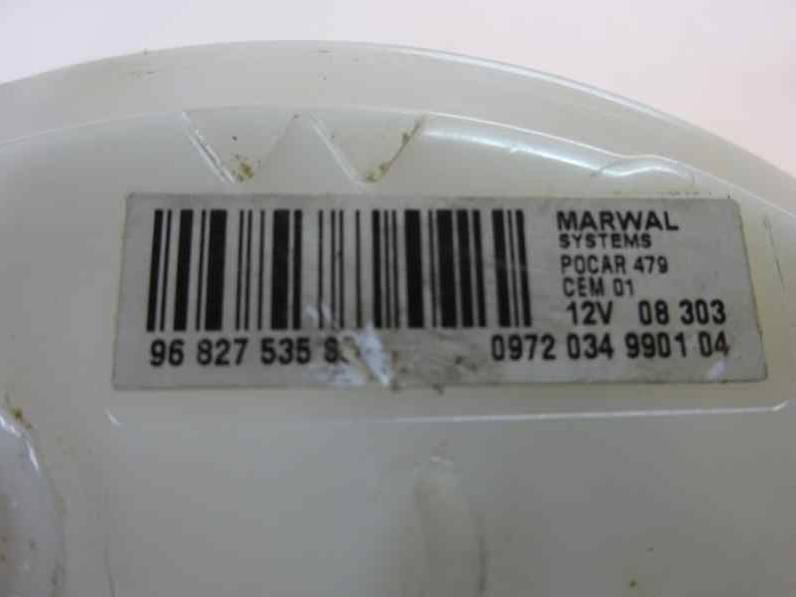 MARWAL
SYSTEMS
POCAR 479
CEM 01
12V 08 303
96 827 535
0972 034 9901 04